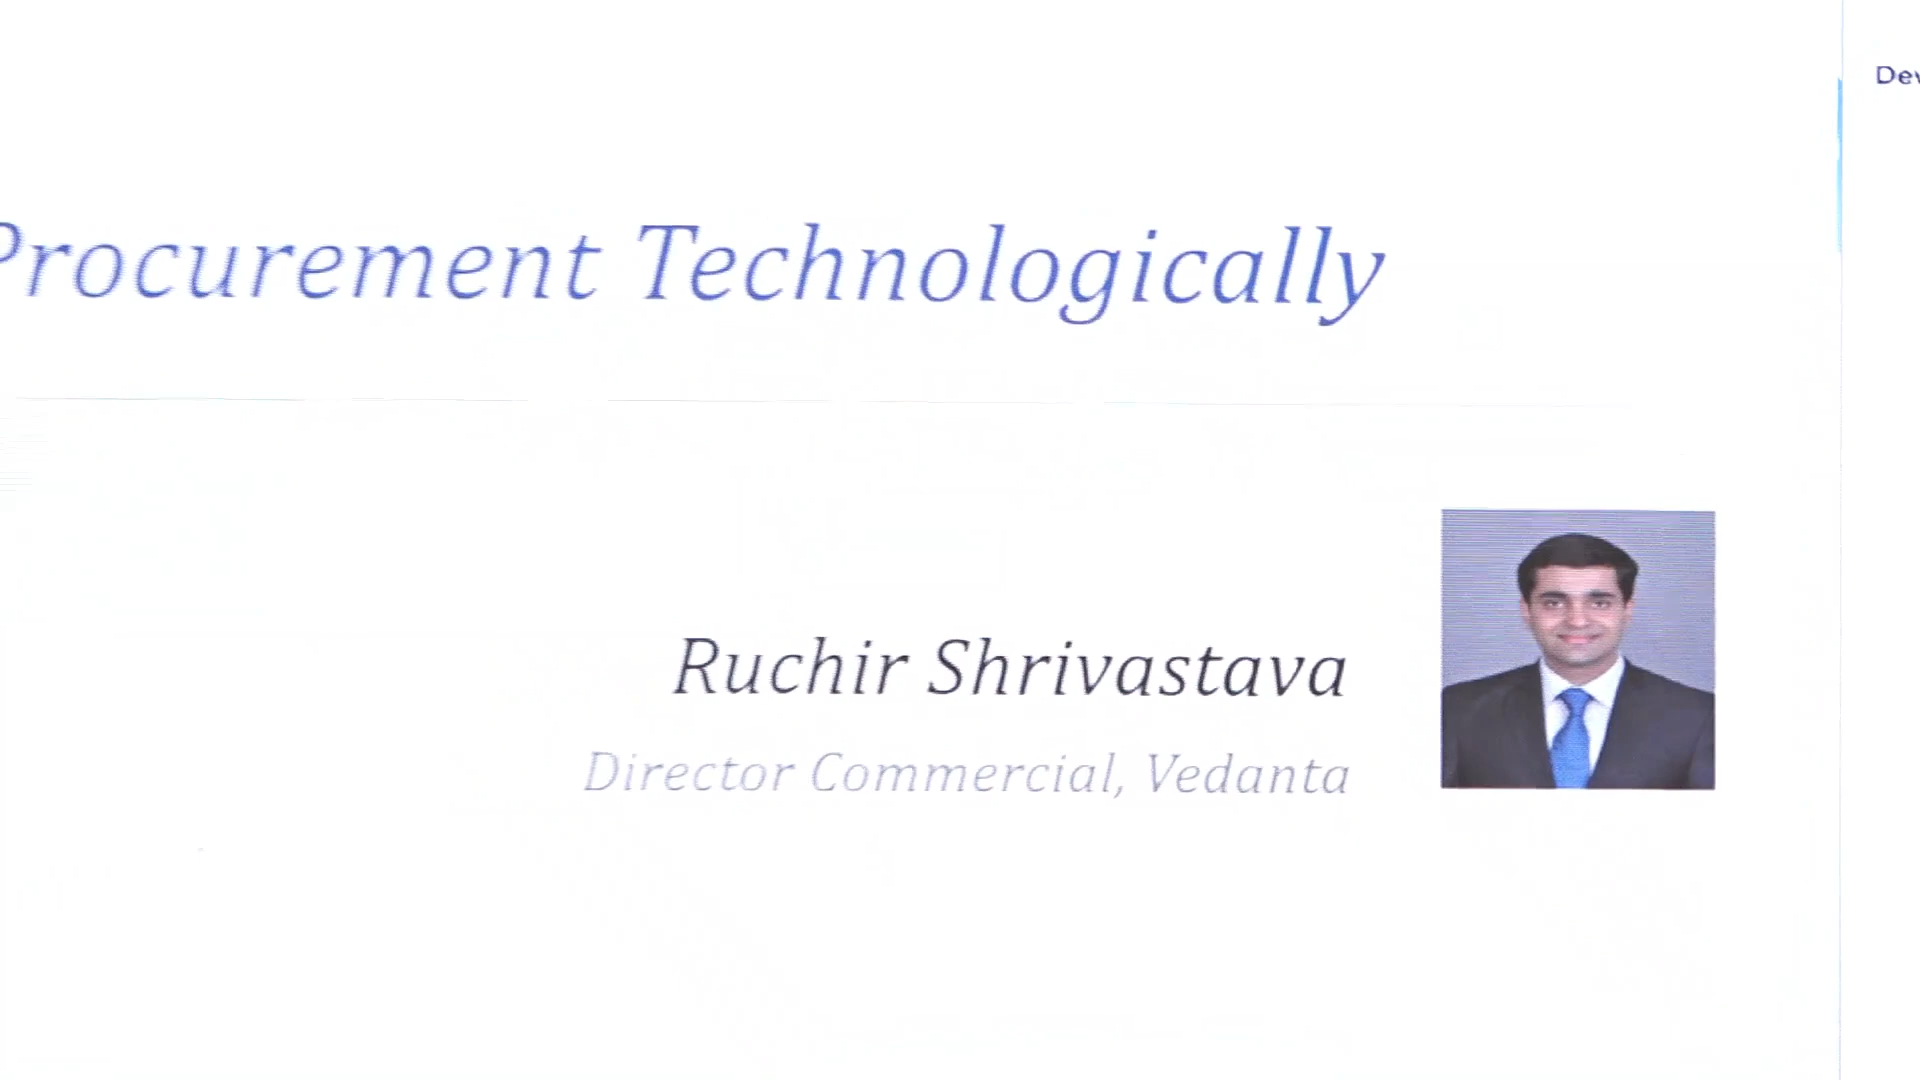 Procurement Technologically
Ruchir Shrivastava
Director Commercial, Vedanta